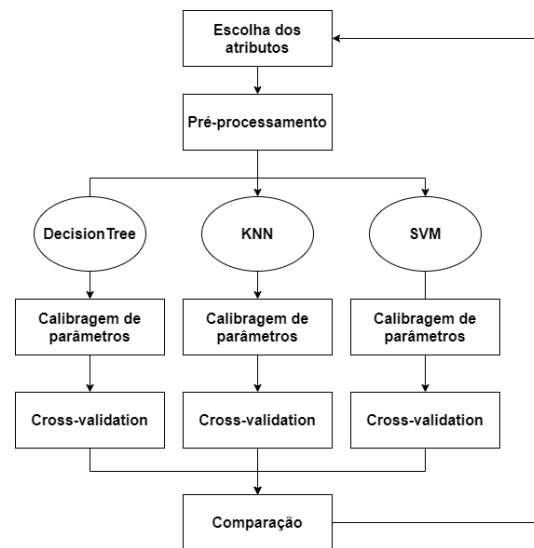 Escolha dos
atributos
Pré-processamento
DecisionTree
KNN
SVM
Calibragem de
parâmetros
Calibragem de
parâmetros
Calibragem de
parâmetros
Cross-validation
Cross-validation
Cross-validation
Comparação